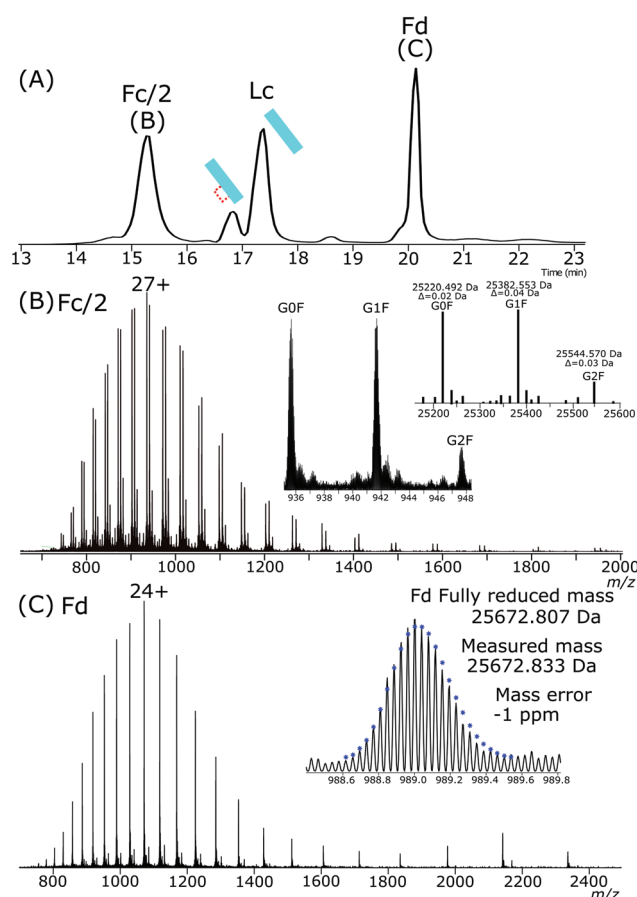 (A)
Fc/2
(B)
Lc
Fd
(C)
13 14 15 16 17 18 19 20 21 22 23
Time (min)
(B) Fc/2
27+
G0F
G1F
G2F
936 938 940 942 944 946 948
25220.492 Da
Δ=0.02 Da
G0F
25382.553 Da
Δ=0.04 Da
G1F
25544.570 Da
Δ=0.03 Da
G2F
25200 25300 25400 25500 25600
800 1000 1200 1400 1600 1800 2000
m/z
(C) Fd
24+
Fd Fully reduced mass
25672.807 Da
Measured mass
25672.833 Da
Mass error
-1 ppm
988.6 988.8 989.0 989.2 989.4 989.6 989.8
800 1000 1200 1400 1600 1800 2000 2200 2400
m/z